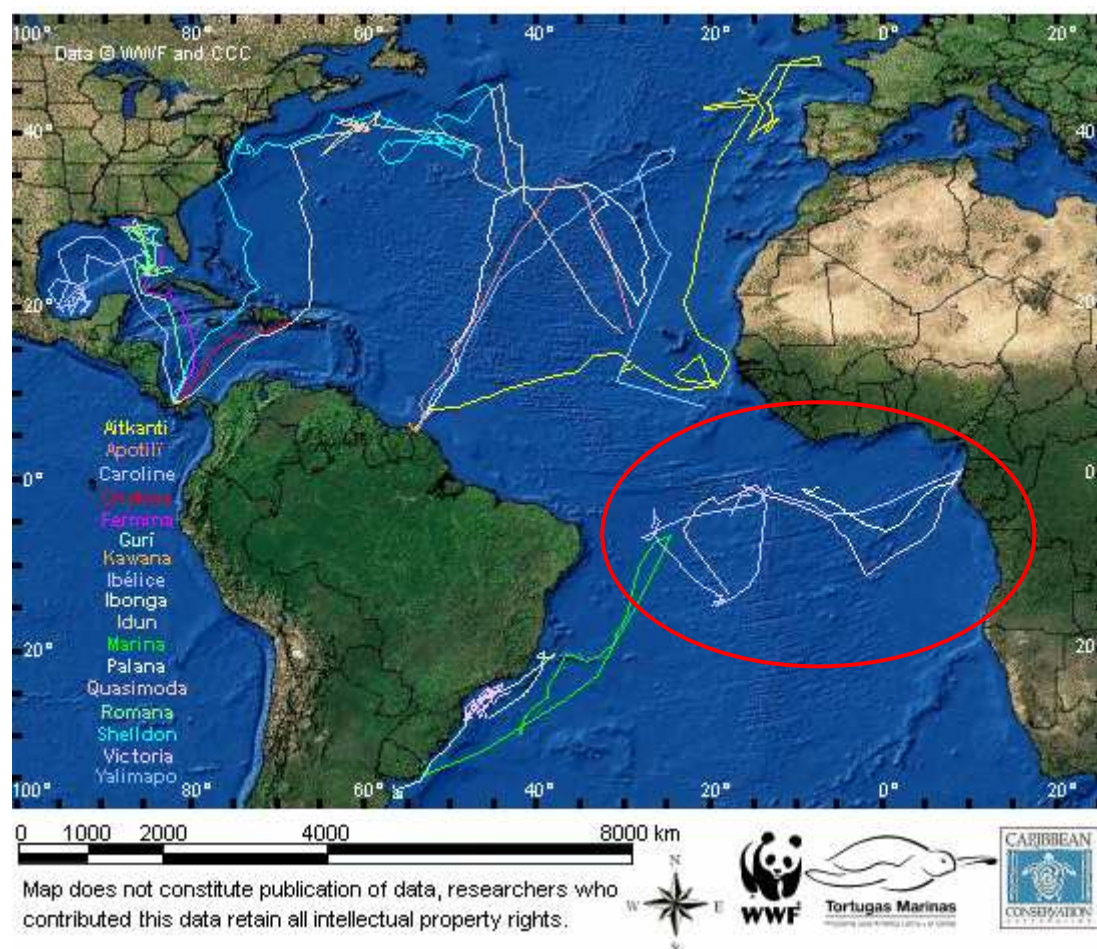 100° 80° 60° 40° 20° 0° 20°
Data © WWF and CCC
40° 40
20° 20
0° 0
20° 20
Aitkanti
Apotili
Caroline
Fermina
Guri
Kawana
Ibélice
Ibonga
Idun
Marina
Palana
Quasimoda
Romana
Shelldon
Victoria
Yalimapo
100° 80° 60° 40° 20° 0° 20°
0 1000 2000 4000 8000 km
Map does not constitute publication of data, researchers who
contributed this data retain all intellectual property rights.
N
W E
S
WWF
Tortugas Marinas
CARIBBEAN
CONSERVATION